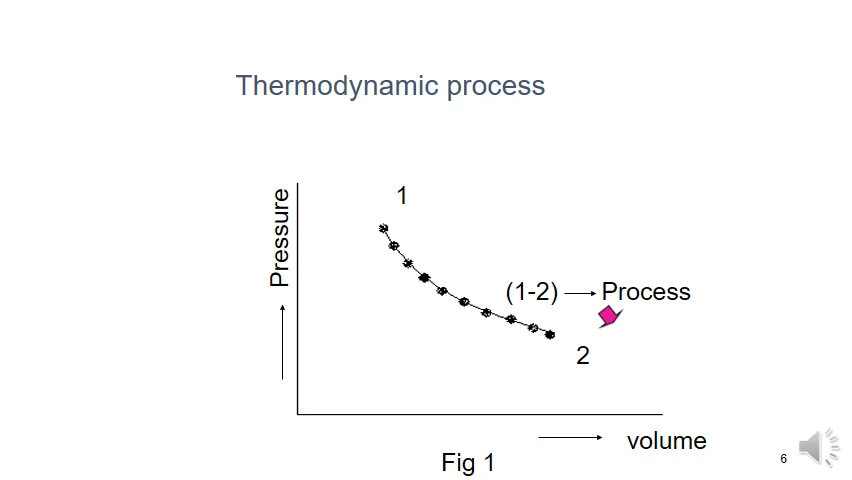 Thermodynamic process
1
Pressure
(1-2) Process
2
volume
Fig 1
6